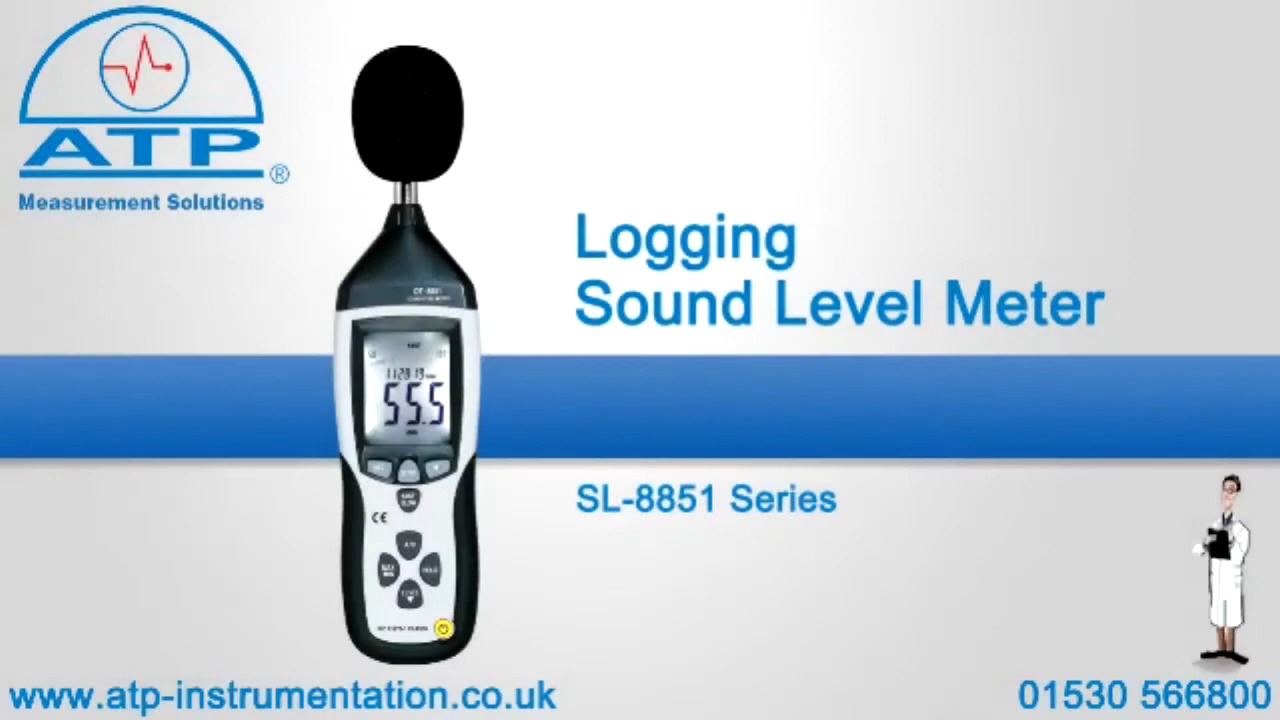 ATP®
Measurement Solutions
Logging
Sound Level Meter
55.5
CE
SL-8851 Series
www.atp-instrumentation.co.uk
01530 566800